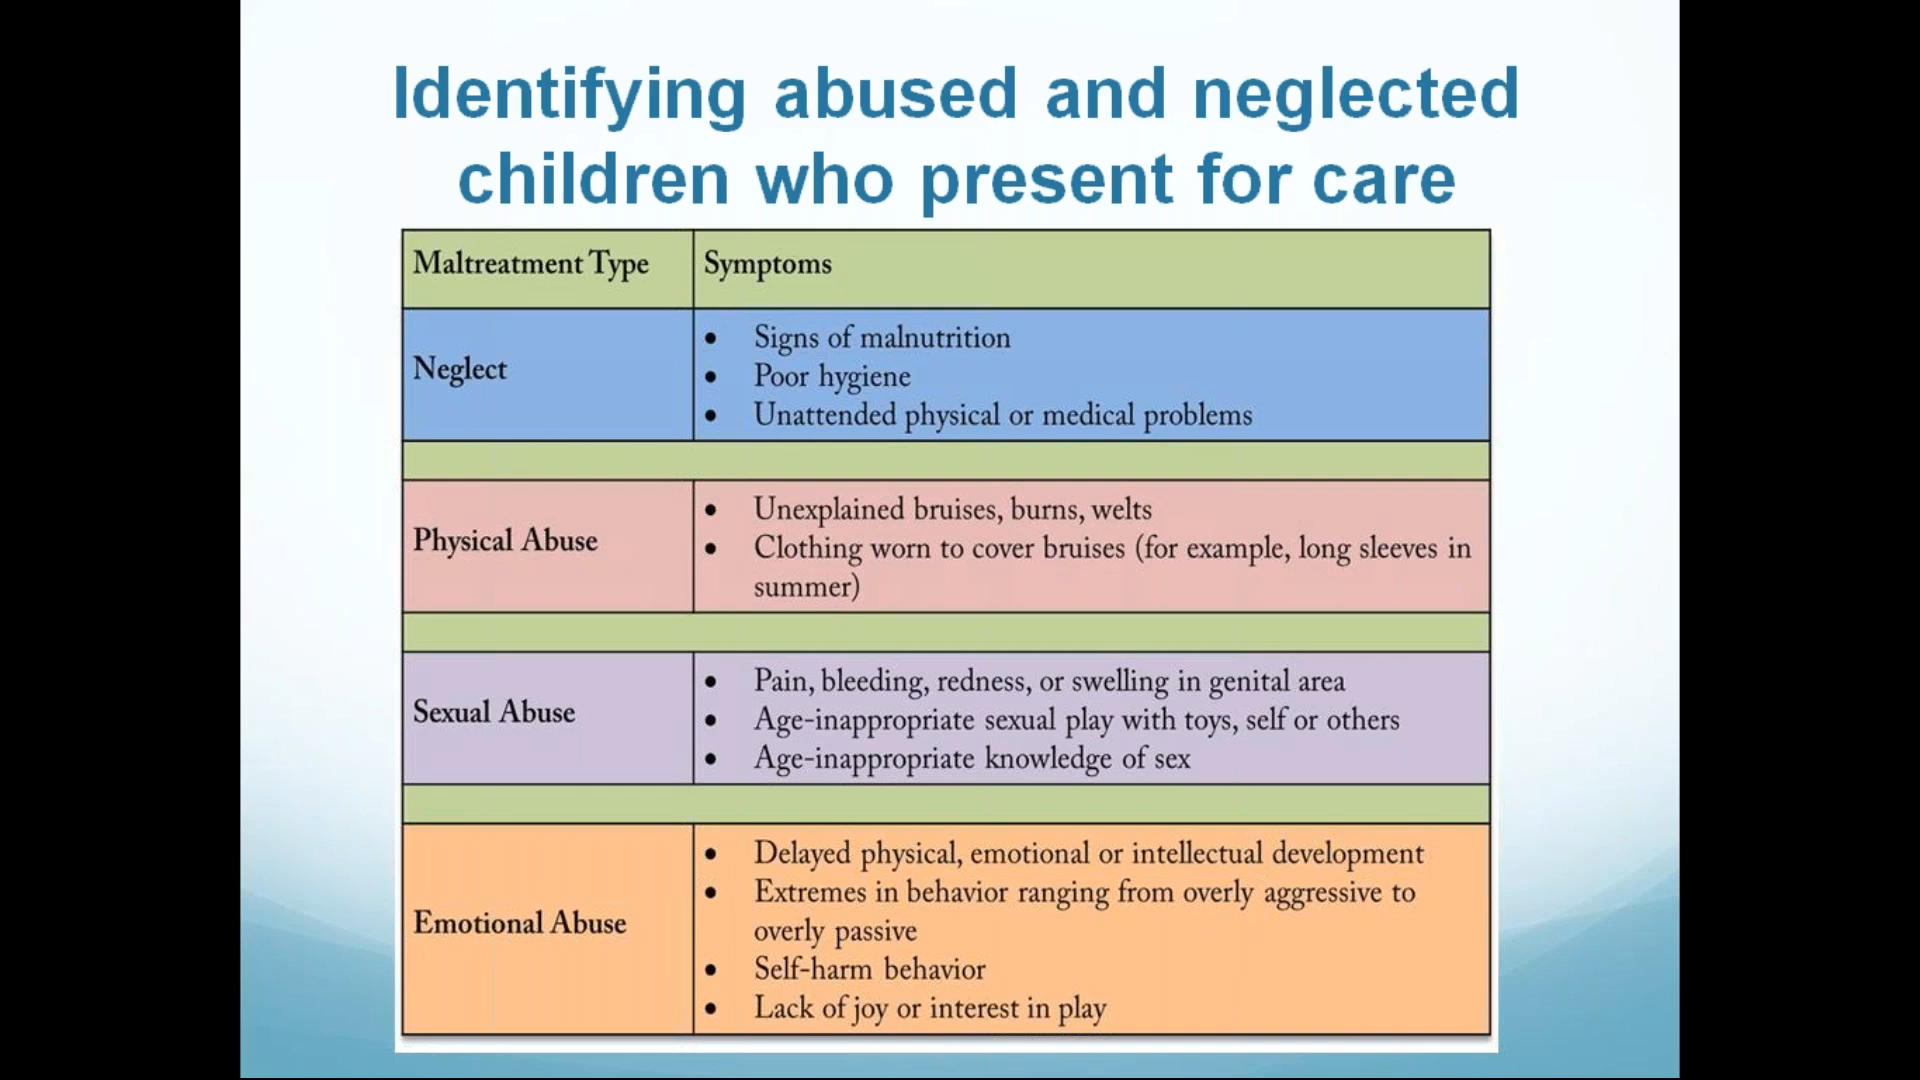 Identifying abused and neglected
children who present for care
Maltreatment Type
Symptoms
Neglect
• Signs of malnutrition
• Poor hygiene
• Unattended physical or medical problems
Physical Abuse
• Unexplained bruises, burns, welts
• Clothing worn to cover bruises (for example, long sleeves in
summer)
Sexual Abuse
• Pain, bleeding, redness, or swelling in genital area
• Age-inappropriate sexual play with toys, self or others
• Age-inappropriate knowledge of sex
Emotional Abuse
• Delayed physical, emotional or intellectual development
• Extremes in behavior ranging from overly aggressive to
overly passive
• Self-harm behavior
• Lack of joy or interest in play